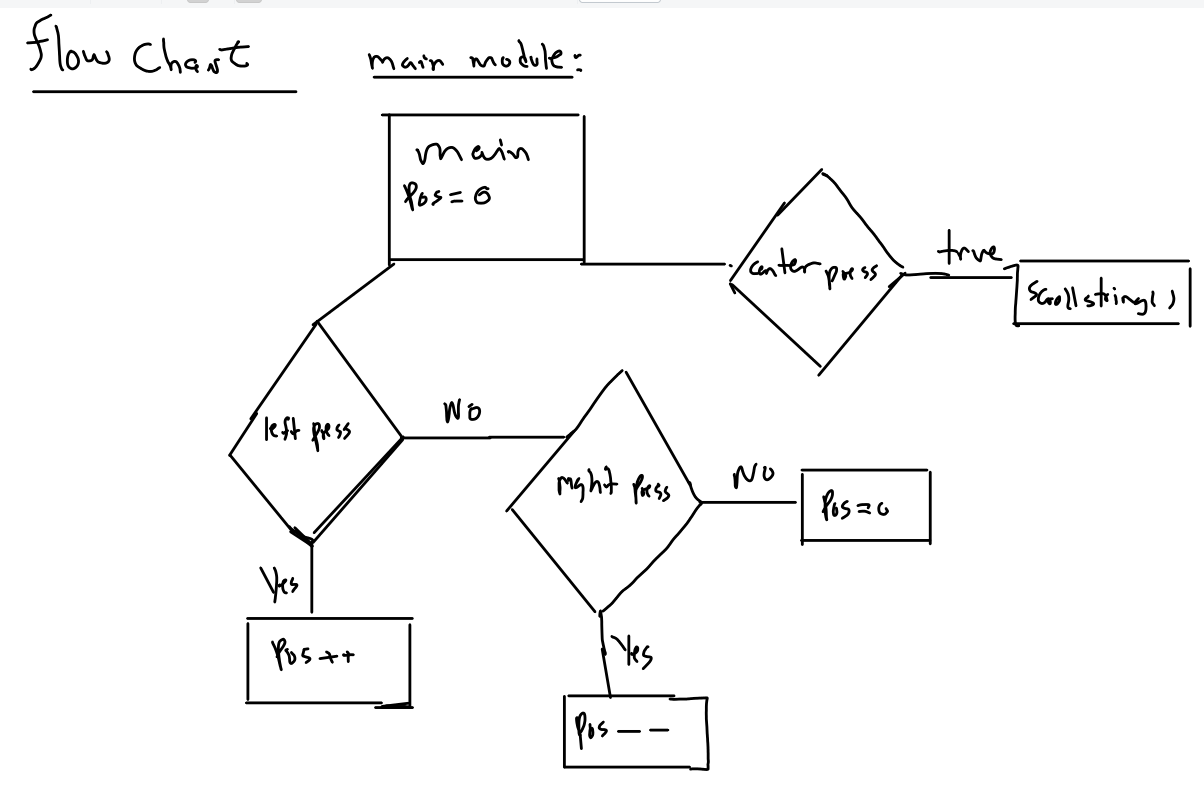 flow Chart
main module:
main
Pos = 0
center press
true
Scrollstring()
left press
NO
right press
NO
Pos = 0
Yes
Pos ++
Yes
Pos - -